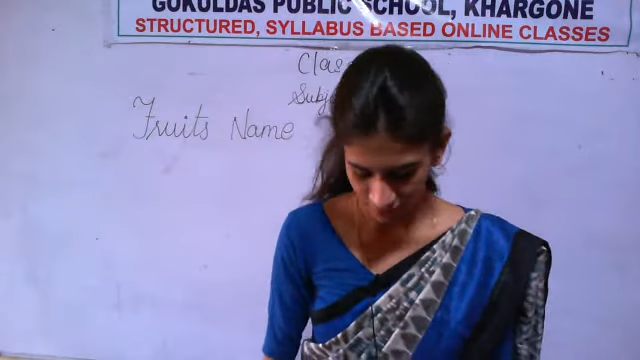 GOKULDAS PUBLIC SCHOOL, KHARGONE
STRUCTURED, SYLLABUS BASED ONLINE CLASSES
Fruits Name